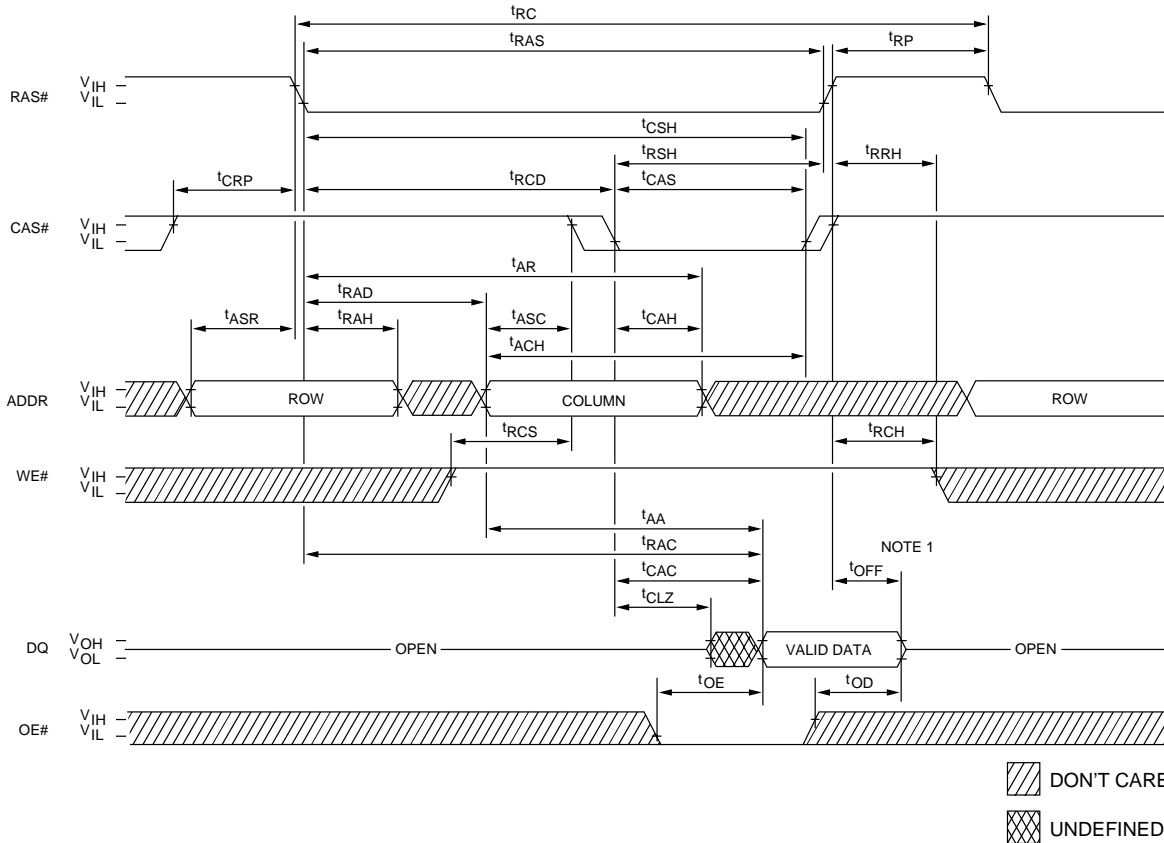 tRC
tRAS
tRP
RAS# VIH
VIL
tCSH
tRSH
tRRH
tCRP
tRCD
tCAS
CAS# VIH
VIL
tAR
tRAD
tASR
tRAH
tASC
tCAH
tACH
ADDR VIH
VIL
ROW
COLUMN
ROW
tRCS
tRCH
WE# VIH
VIL
tAA
tRAC
NOTE 1
tCAC
tOFF
tCLZ
DQ VOH
VOL
OPEN
VALID DATA
OPEN
tOE
tOD
OE# VIH
VIL
DON'T CARE
UNDEFINED